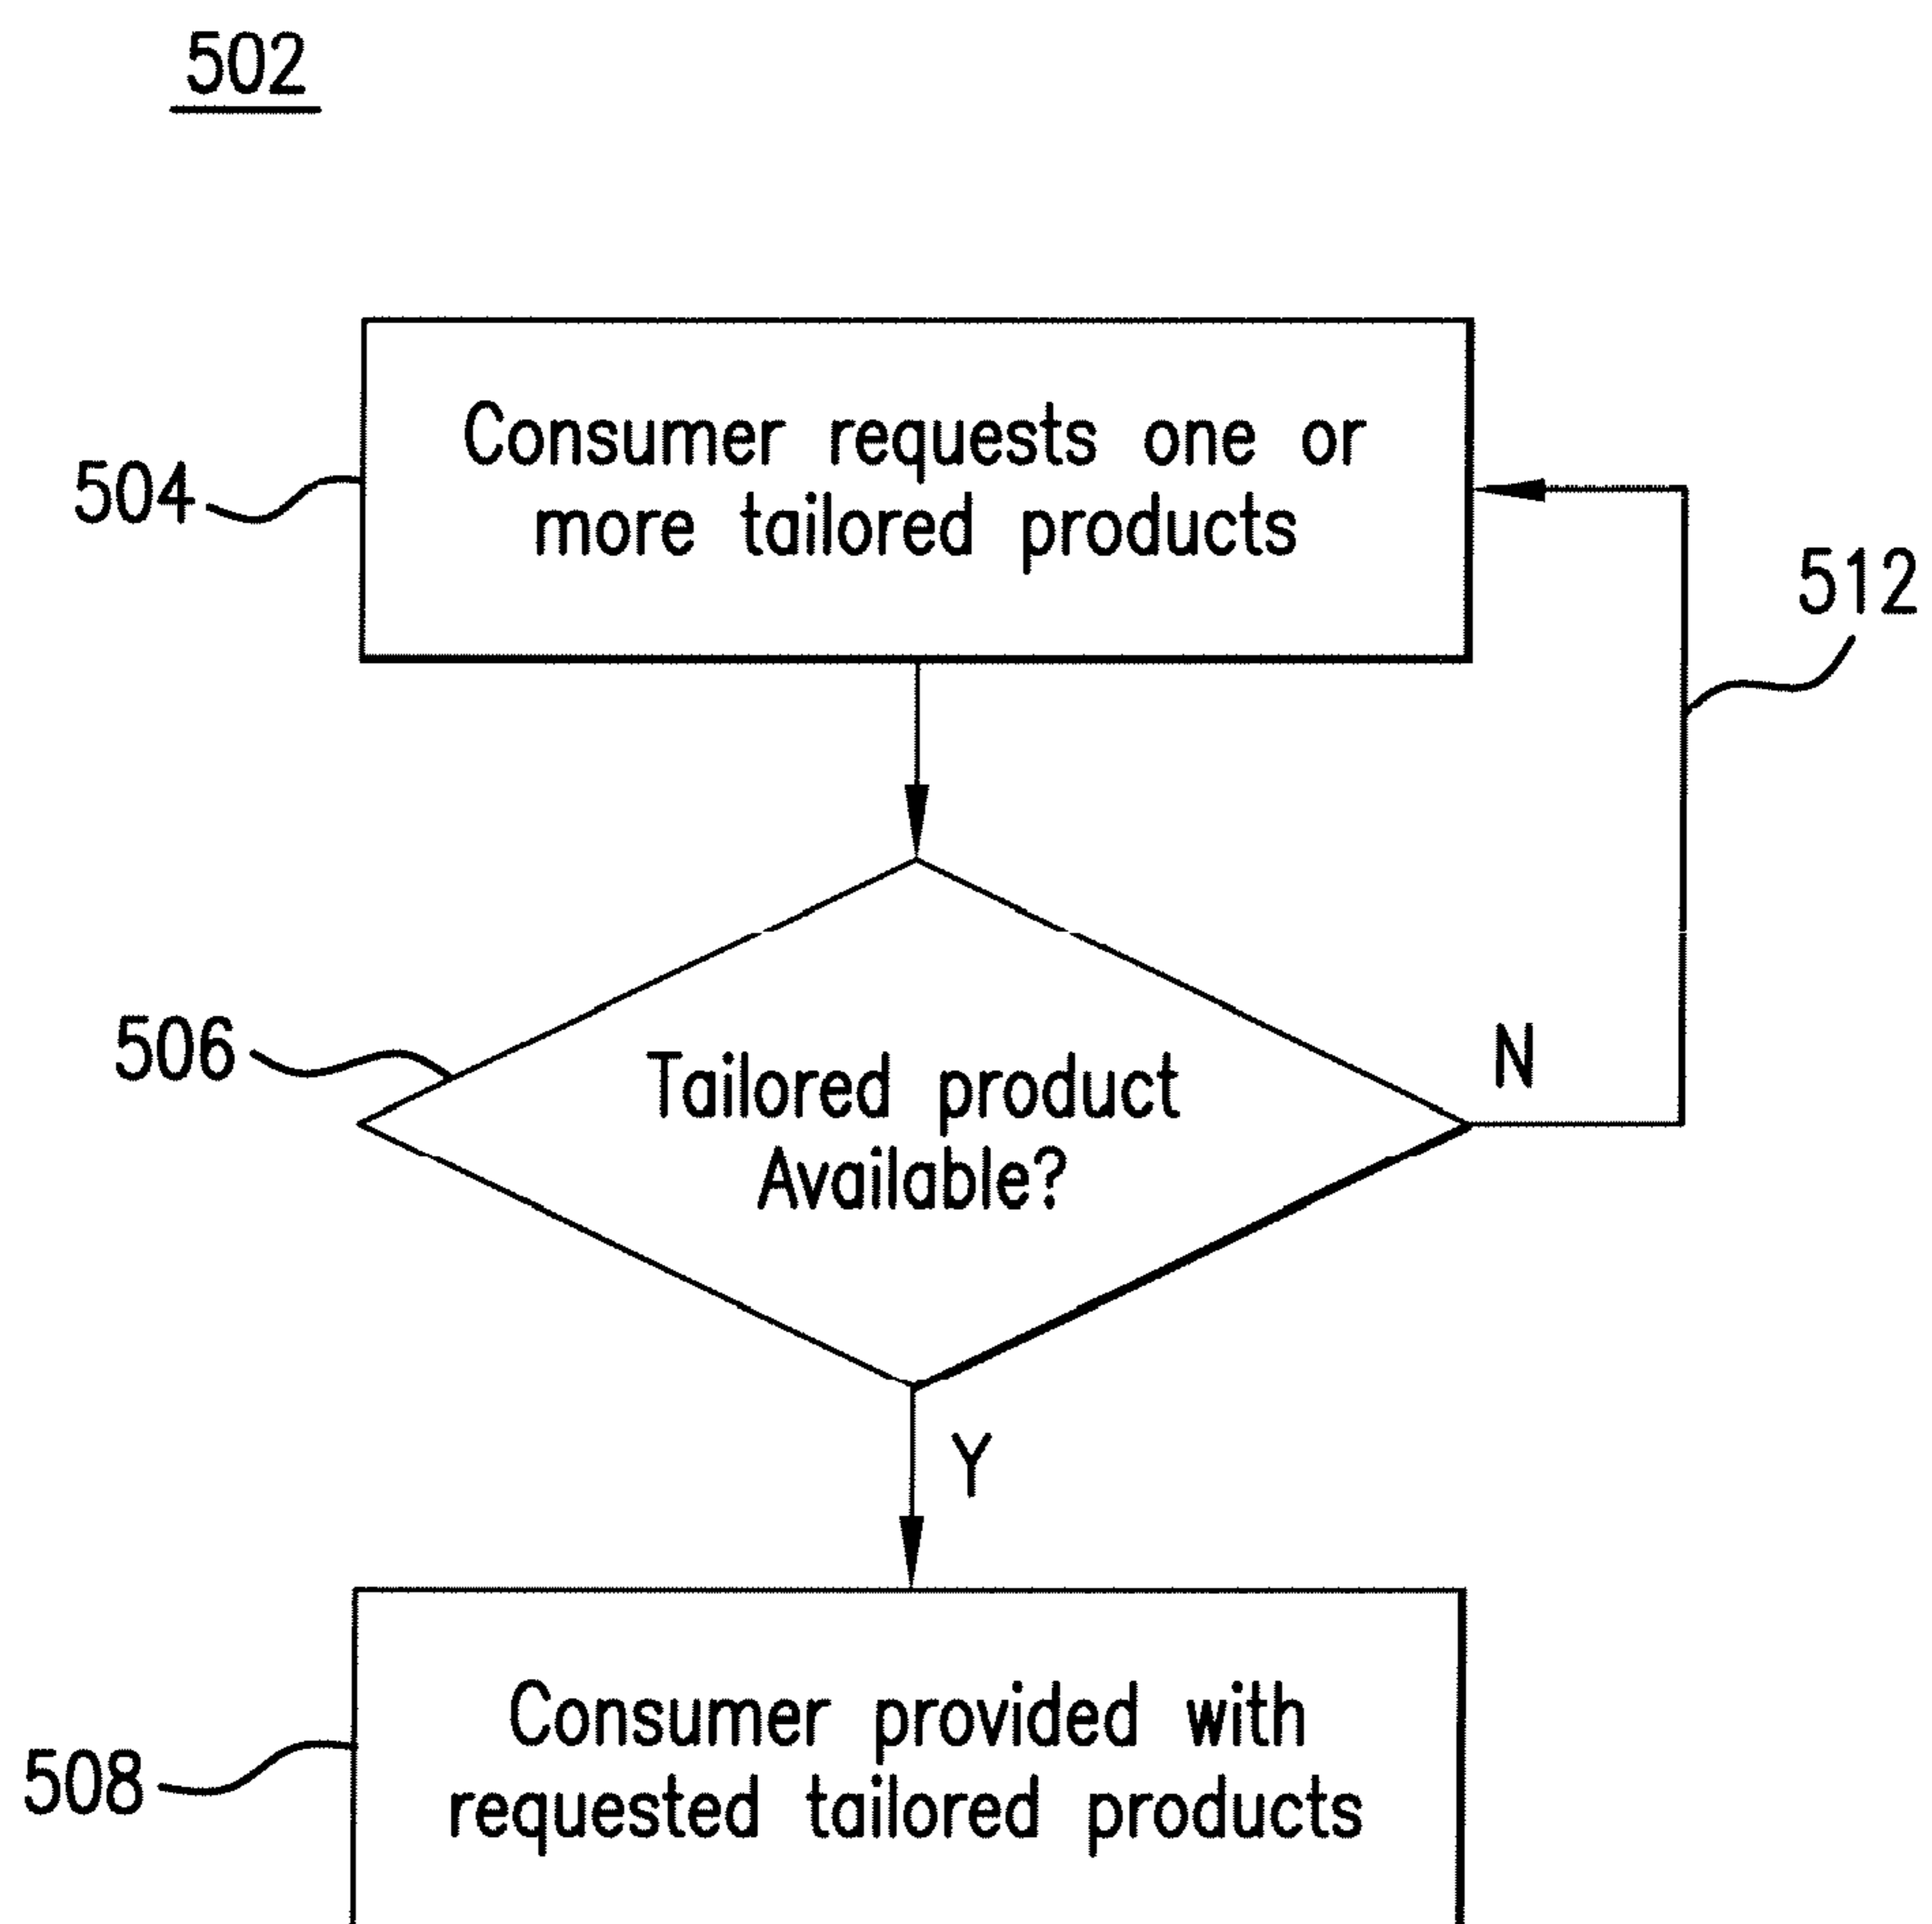 502
Consumer requests one or
more tailored products
504
512
506
Tailored product
Available?
N
Y
Consumer provided with
requested tailored products
508